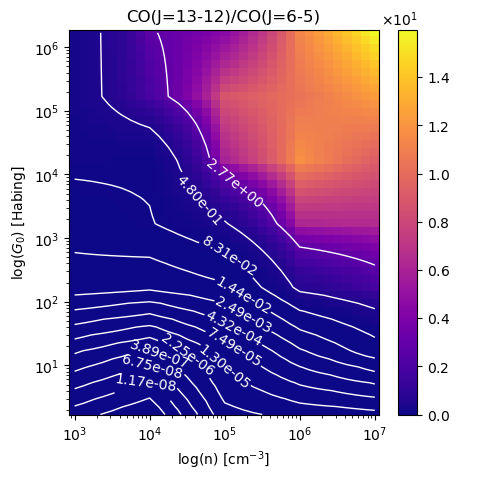 CO(J=13-12)/CO(J=6-5)
×10¹
10⁶
10⁵
10⁴
10³
10²
10¹
log(G₀) [Habing]
2.77e+00
4.80e-01
8.31e-02
1.44e-02
2.49e-03
4.32e-04
7.49e-05
1.30e-05
2.25e-06
3.89e-07
6.75e-08
1.17e-08
10³ 10⁴ 10⁵ 10⁶ 10⁷
log(n) [cm⁻³]
1.4
1.2
1.0
0.8
0.6
0.4
0.2
0.0